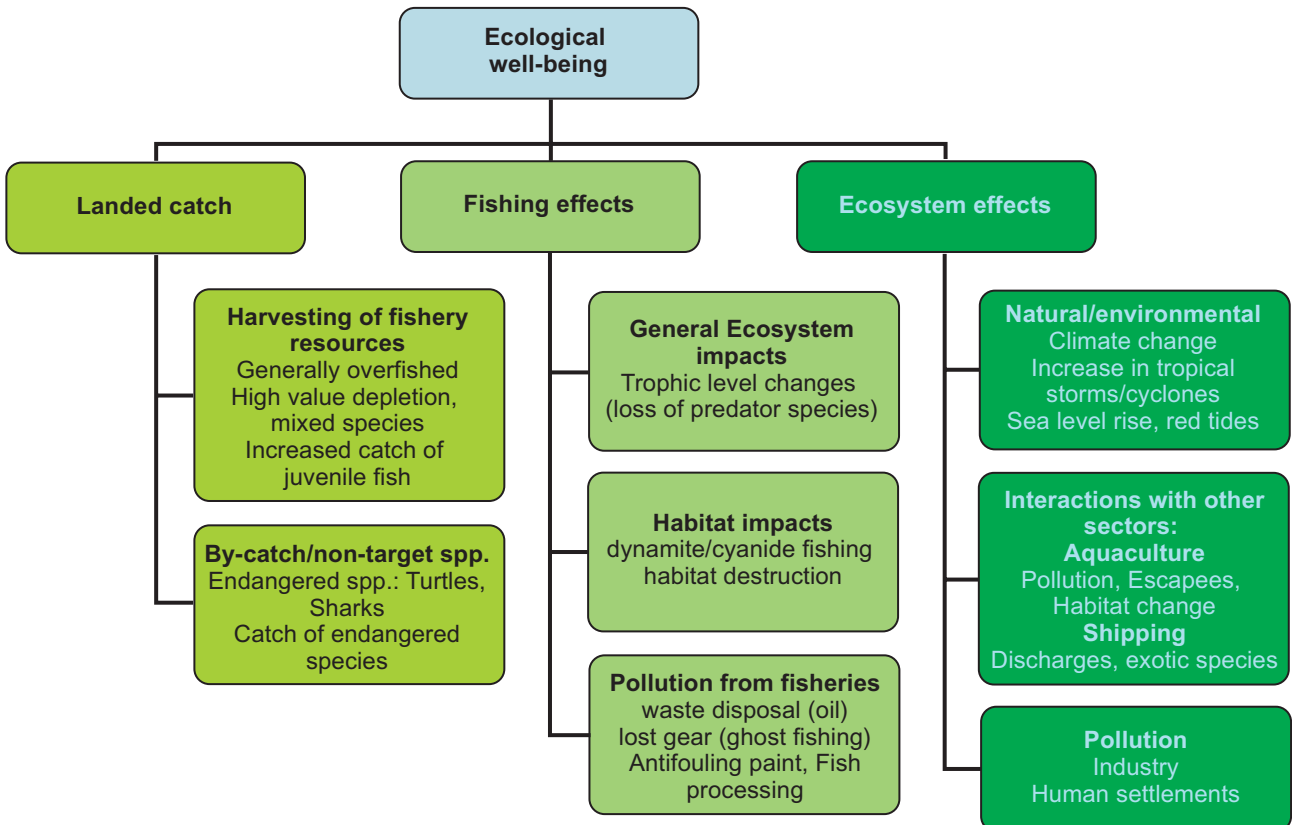 Ecological
well-being
Landed catch
Fishing effects
Ecosystem effects
Harvesting of fishery
resources
Generally overfished
High value depletion,
mixed species
Increased catch of
juvenile fish
By-catch/non-target spp.
Endangered spp.: Turtles,
Sharks
Catch of endangered
species
General Ecosystem
impacts
Trophic level changes
(loss of predator species)
Habitat impacts
dynamite/cyanide fishing
habitat destruction
Pollution from fisheries
waste disposal (oil)
lost gear (ghost fishing)
Antifouling paint, Fish
processing
Natural/environmental
Climate change
Increase in tropical
storms/cyclones
Sea level rise, red tides
Interactions with other
sectors:
Aquaculture
Pollution, Escapees,
Habitat change
Shipping
Discharges, exotic species
Pollution
Industry
Human settlements